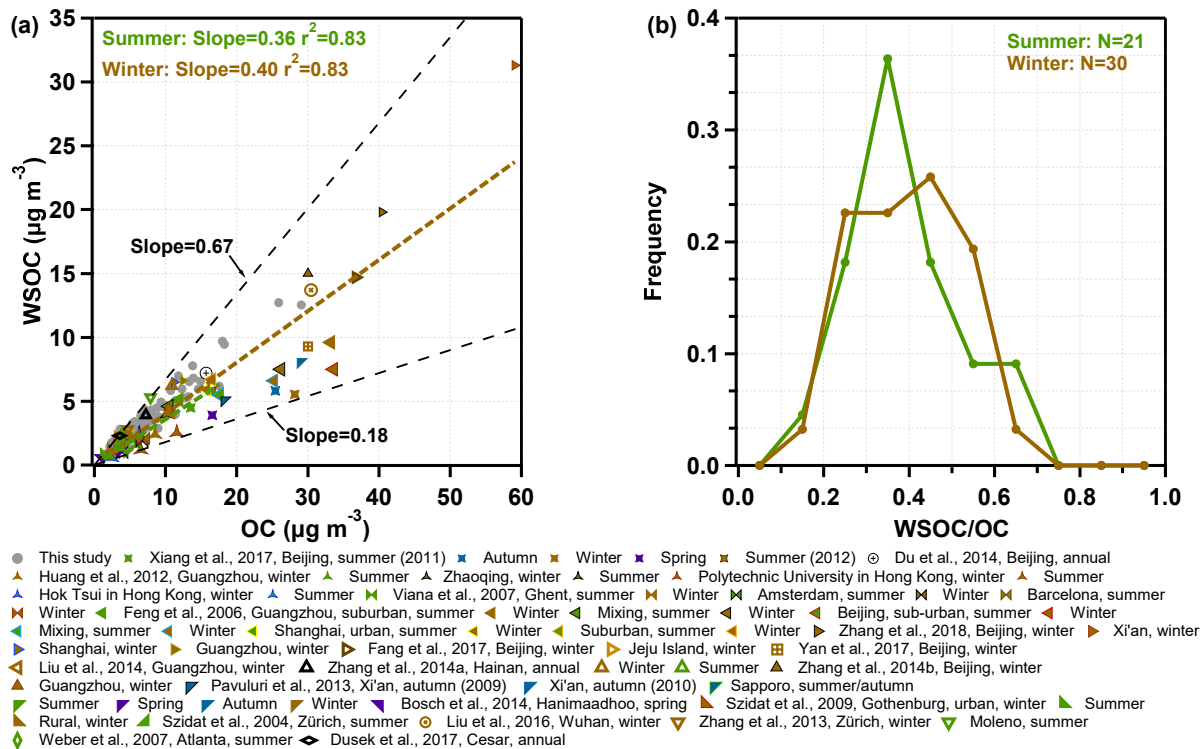 (a)
Summer: Slope=0.36 r²=0.83
Winter: Slope=0.40 r²=0.83
Slope=0.67
Slope=0.18
35
30
25
20
15
10
5
0
WSOC (µg m⁻³)
0 10 20 30 40 50 60
OC (µg m⁻³)
(b)
Summer: N=21
Winter: N=30
0.4
0.3
0.2
0.1
0.0
Frequency
0.0 0.2 0.4 0.6 0.8 1.0
WSOC/OC
This study Xiang et al., 2017, Beijing, summer (2011) Autumn Winter Spring Summer (2012) Du et al., 2014, Beijing, annual
Huang et al., 2012, Guangzhou, winter Summer Zhaoqing, winter Summer Polytechnic University in Hong Kong, winter Summer
Hok Tsui in Hong Kong, winter Summer Viana et al., 2007, Ghent, summer Winter Amsterdam, summer Winter Barcelona, summer
Winter Feng et al., 2006, Guangzhou, suburban, summer Winter Mixing, summer Winter Beijing, sub-urban, summer Winter
Mixing, summer Winter Shanghai, urban, summer Winter Suburban, summer Winter Zhang et al., 2018, Beijing, winter Xi'an, winter
Shanghai, winter Guangzhou, winter Fang et al., 2017, Beijing, winter Jeju Island, winter Yan et al., 2017, Beijing, winter
Liu et al., 2014, Guangzhou, winter Zhang et al., 2014a, Hainan, annual Winter Summer Zhang et al., 2014b, Beijing, winter
Guangzhou, winter Pavuluri et al., 2013, Xi'an, autumn (2009) Xi'an, autumn (2010) Sapporo, summer/autumn
Summer Spring Autumn Winter Bosch et al., 2014, Hanimaadhoo, spring Szidat et al., 2009, Gothenburg, urban, winter Summer
Rural, winter Szidat et al., 2004, Zürich, summer Liu et al., 2016, Wuhan, winter Zhang et al., 2013, Zürich, winter Moleno, summer
Weber et al., 2007, Atlanta, summer Dusek et al., 2017, Cesar, annual